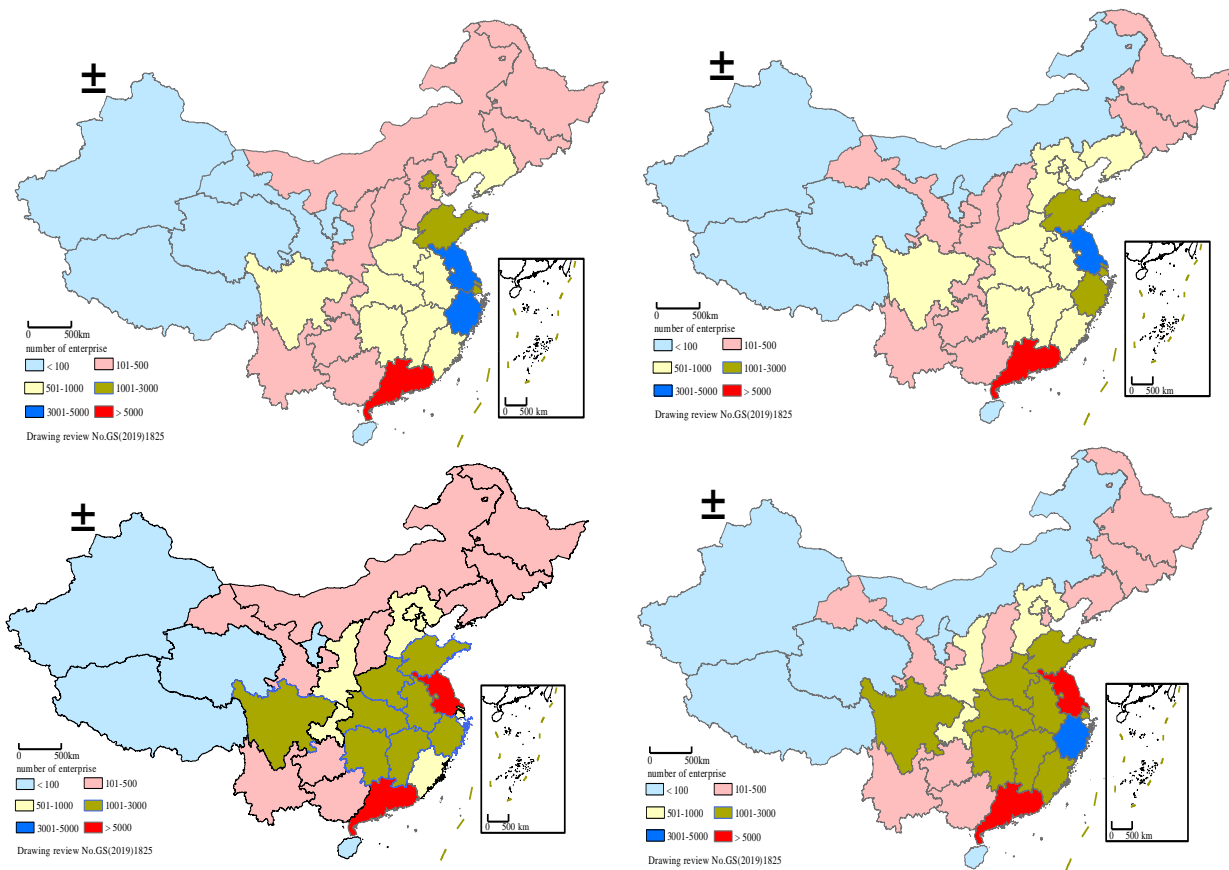 ±
0 500km
number of enterprise
< 100 101-500
501-1000 1001-3000
3001-5000 > 5000
Drawing review No.GS(2019)1825
0 500 km
±
0 500km
number of enterprise
< 100 101-500
501-1000 1001-3000
3001-5000 > 5000
Drawing review No.GS(2019)1825
0 500 km
±
0 500km
number of enterprise
< 100 101-500
501-1000 1001-3000
3001-5000 > 5000
Drawing review No.GS(2019)1825
0 500 km
±
0 500km
number of enterprise
< 100 101-500
501-1000 1001-3000
3001-5000 > 5000
Drawing review No.GS(2019)1825
0 500 km